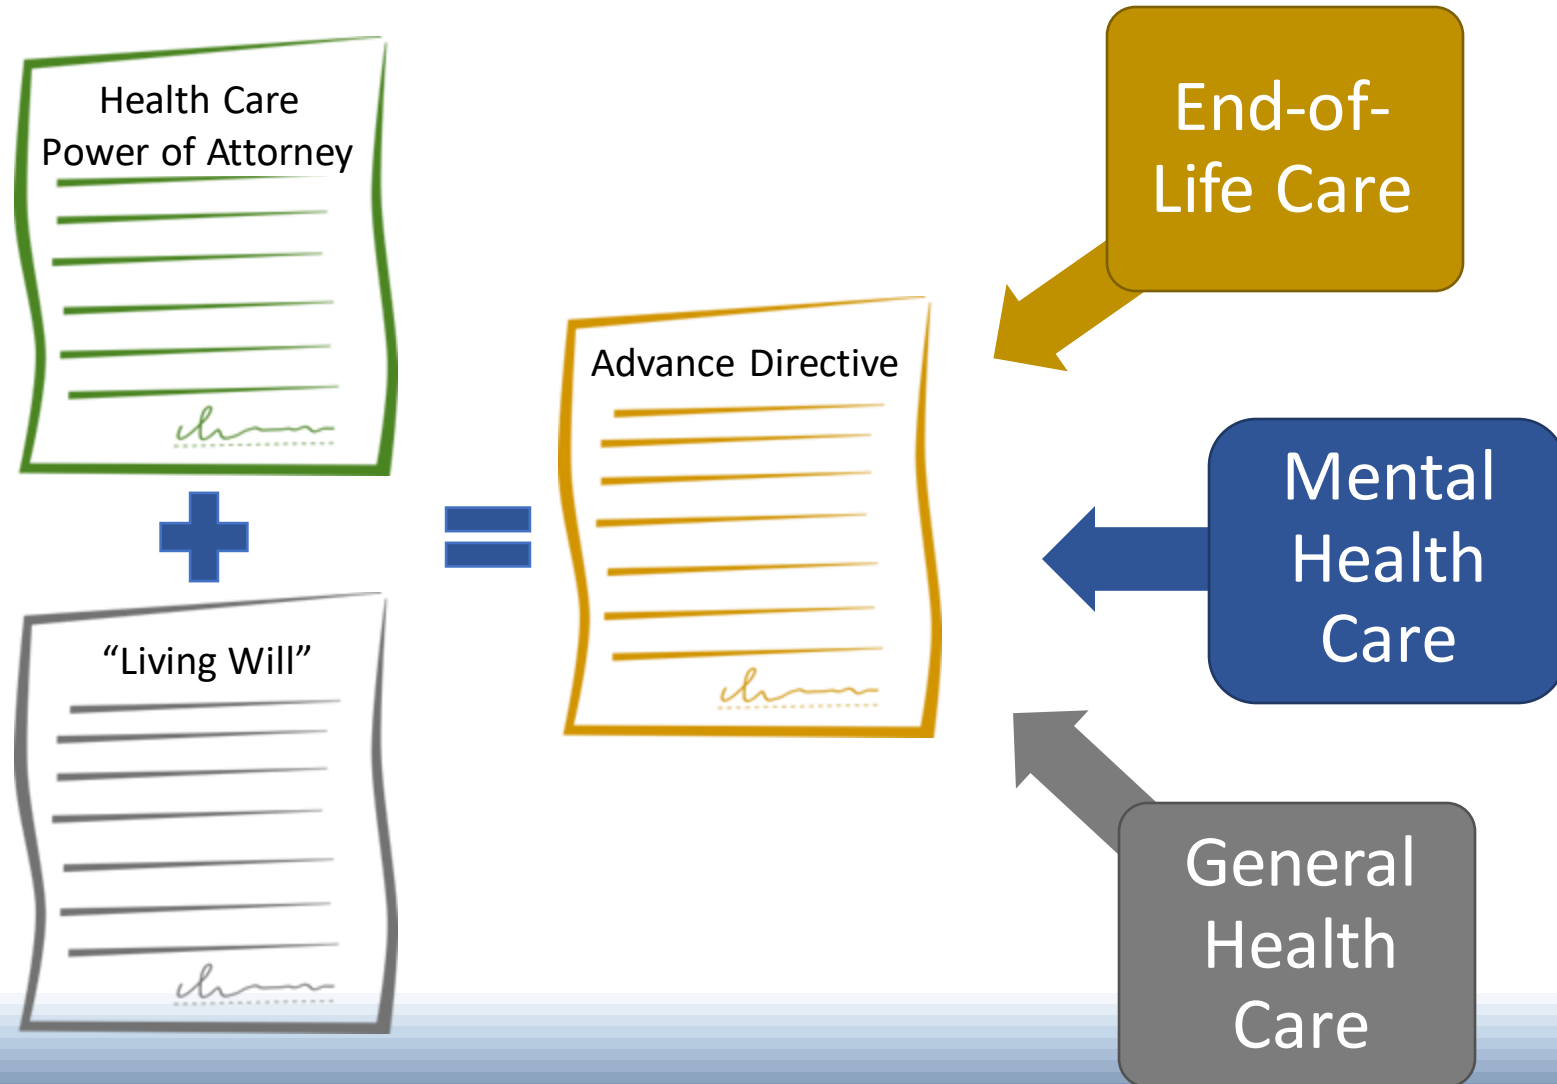 Health Care
Power of Attorney
“Living Will”
Advance Directive
End-of-
Life Care
Mental
Health
Care
General
Health
Care